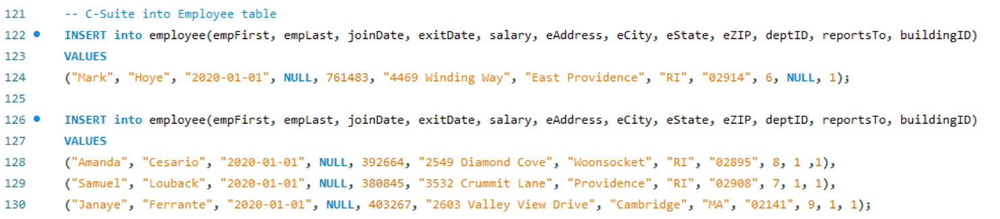 121 -- C-Suite into Employee table
122 INSERT into employee(empFirst, empLast, joinDate, exitDate, salary, eAddress, eCity, eState, eZIP, deptID, reportsTo, buildingID)
123 VALUES
124 ("Mark", "Hoye", "2020-01-01", NULL, 761483, "4469 Winding Way", "East Providence", "RI", "02914", 6, NULL, 1);
125
126 INSERT into employee(empFirst, empLast, joinDate, exitDate, salary, eAddress, eCity, eState, eZIP, deptID, reportsTo, buildingID)
127 VALUES
128 ("Amanda", "Cesario", "2020-01-01", NULL, 392664, "2549 Diamond Cove", "Woonsocket", "RI", "02895", 8, 1 ,1),
129 ("Samuel", "Louback", "2020-01-01", NULL, 380845, "3532 Crummit Lane", "Providence", "RI", "02908", 7, 1, 1),
130 ("Janaye", "Ferrante", "2020-01-01", NULL, 403267, "2603 Valley View Drive", "Cambridge", "MA", "02141", 9, 1, 1);